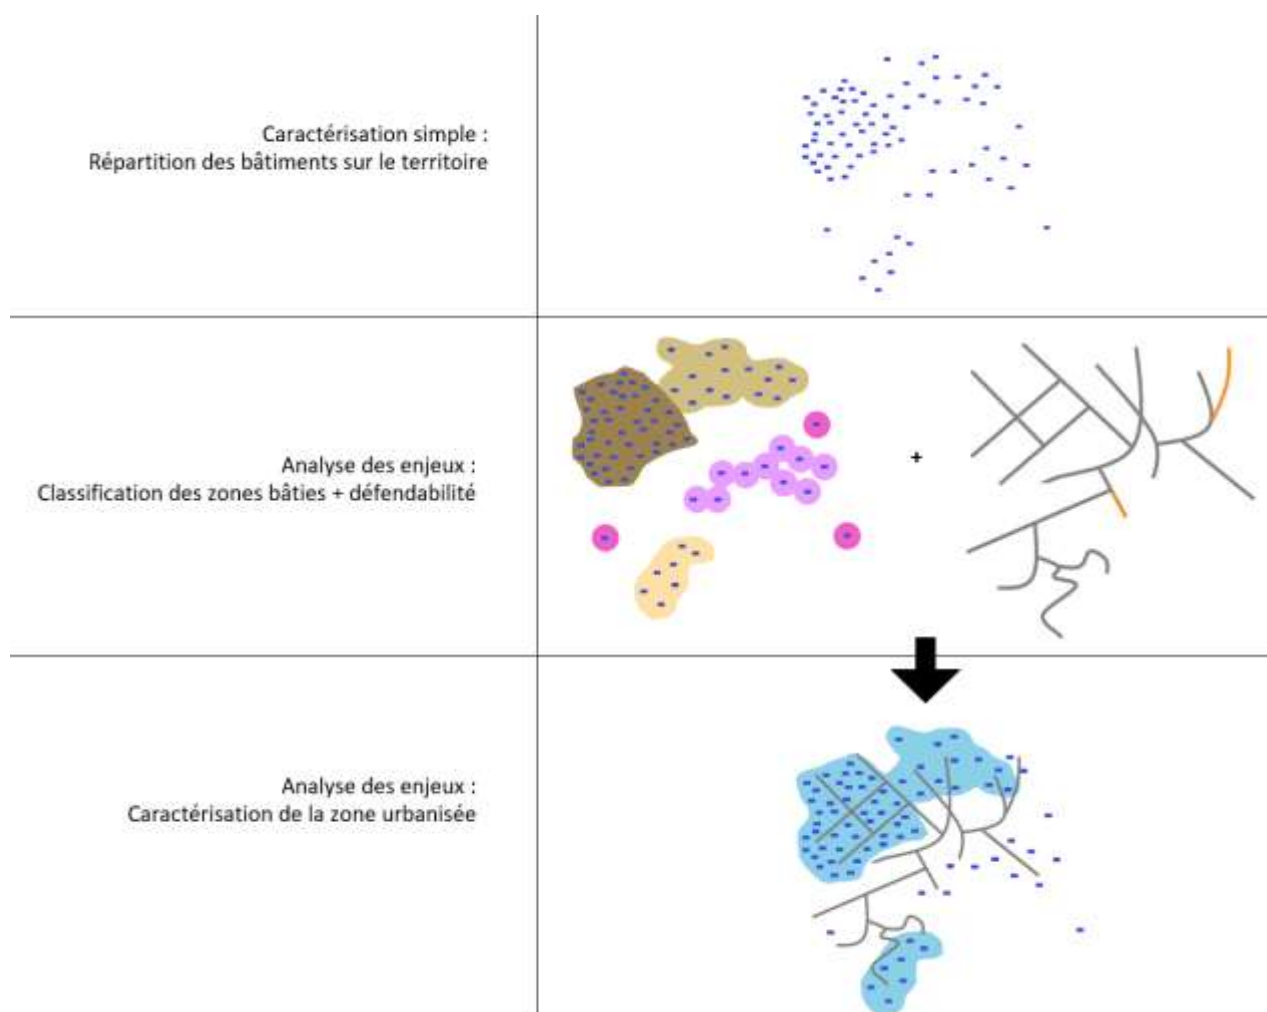 Caractérisation simple :
Répartition des bâtiments sur le territoire
Analyse des enjeux :
Classification des zones bâties + défendabilité
+
Analyse des enjeux :
Caractérisation de la zone urbanisée